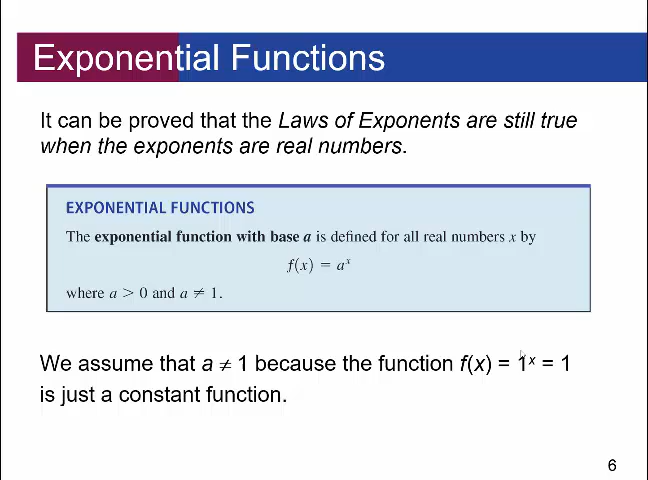 Exponential Functions
It can be proved that the Laws of Exponents are still true
when the exponents are real numbers.
EXPONENTIAL FUNCTIONS
The exponential function with base a is defined for all real numbers x by
f(x) = aˣ
where a > 0 and a ≠ 1.
We assume that a ≠ 1 because the function f(x) = 1ˣ = 1
is just a constant function.
6